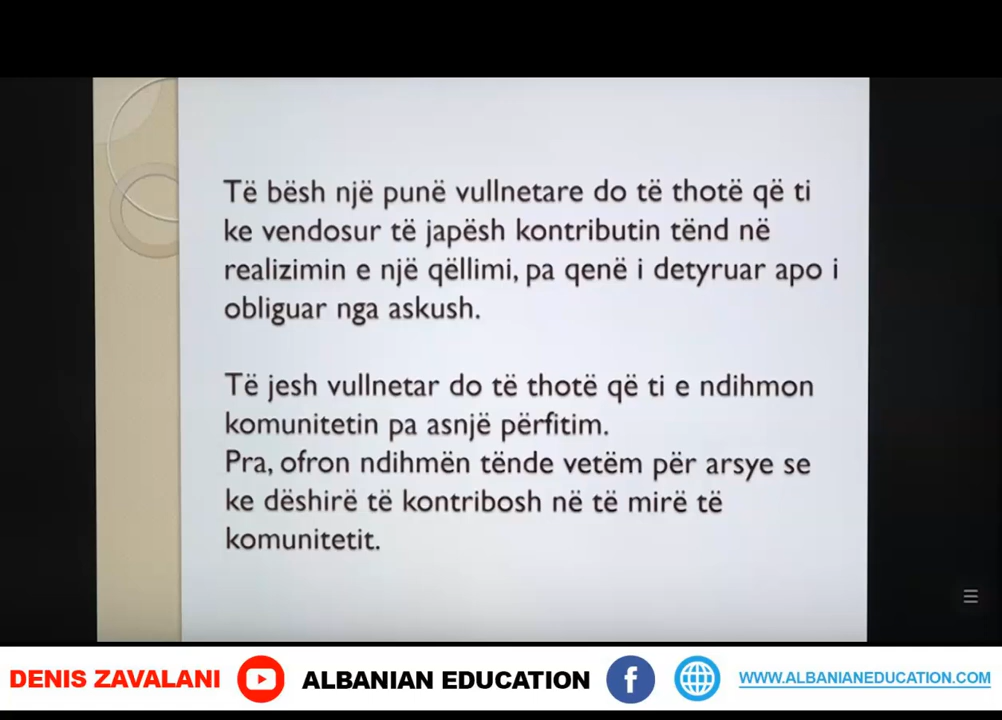 Të bësh një punë vullnetare do të thotë që ti
ke vendosur të japësh kontributin tënd në
realizimin e një qëllimi, pa qenë i detyruar apo i
obliguar nga askush.
Të jesh vullnetar do të thotë që ti e ndihmon
komunitetin pa asnjë përfitim.
Pra, ofron ndihmën tënde vetëm për arsye se
ke dëshirë të kontribosh në të mirë të
komunitetit.
DENIS ZAVALANI ALBANIAN EDUCATION f WWW.ALBANIANEDUCATION.COM